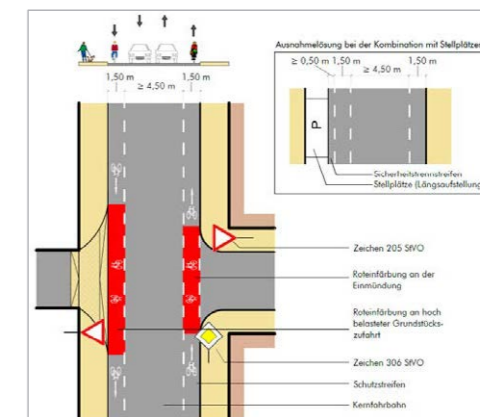 1,50 m
1,50 m
≥ 4,50 m
Ausnahmelösung bei der Kombination mit Stellplätzen
≥ 0,50 m
1,50 m
≥ 4,50 m
P
Sicherheitstrennstreifen
Stellplätze (Längsaufstellung)
Zeichen 205 StVO
Roteinfärbung an der
Einmündung
Roteinfärbung an hoch
belasteter Grundstücks-
zufahrt
Zeichen 306 StVO
Schutzstreifen
Kernfahrbahn